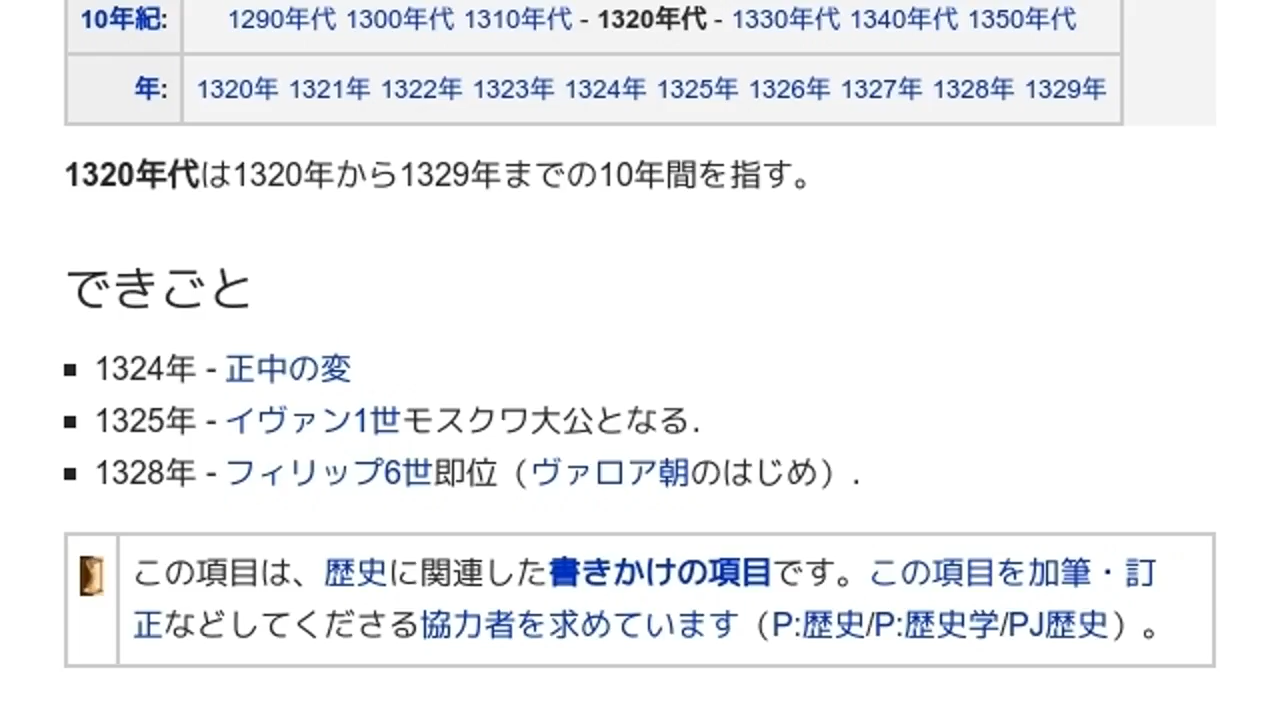 10年紀: 1290年代 1300年代 1310年代 - 1320年代 - 1330年代 1340年代 1350年代
年: 1320年 1321年 1322年 1323年 1324年 1325年 1326年 1327年 1328年 1329年
1320年代は1320年から1329年までの10年間を指す。
できごと
1324年 - 正中の変
1325年 - イヴァン1世モスクワ大公となる.
1328年 - フィリップ6世即位（ヴァロア朝のはじめ）.
この項目は、歴史に関連した書きかけの項目です。この項目を加筆・訂
正などしてくださる協力者を求めています（P:歴史/P:歴史学/PJ歴史）。